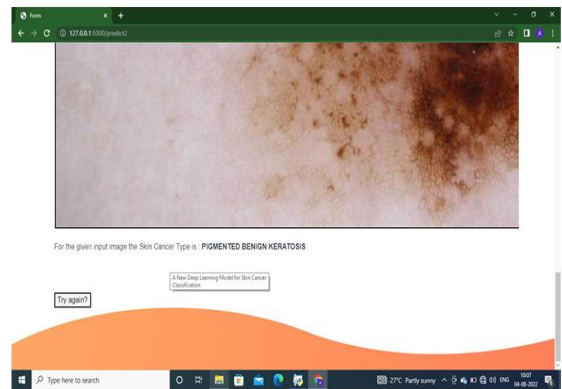 Form
127.0.0.1:5000/predict2
A
For the given input image the Skin Cancer Type is : PIGMENTED BENIGN KERATOSIS
A New Deep Learning Model for Skin Cancer
Classification
Try again?
Type here to search
27°C Partly sunny
ENG
10:07
04-08-2022